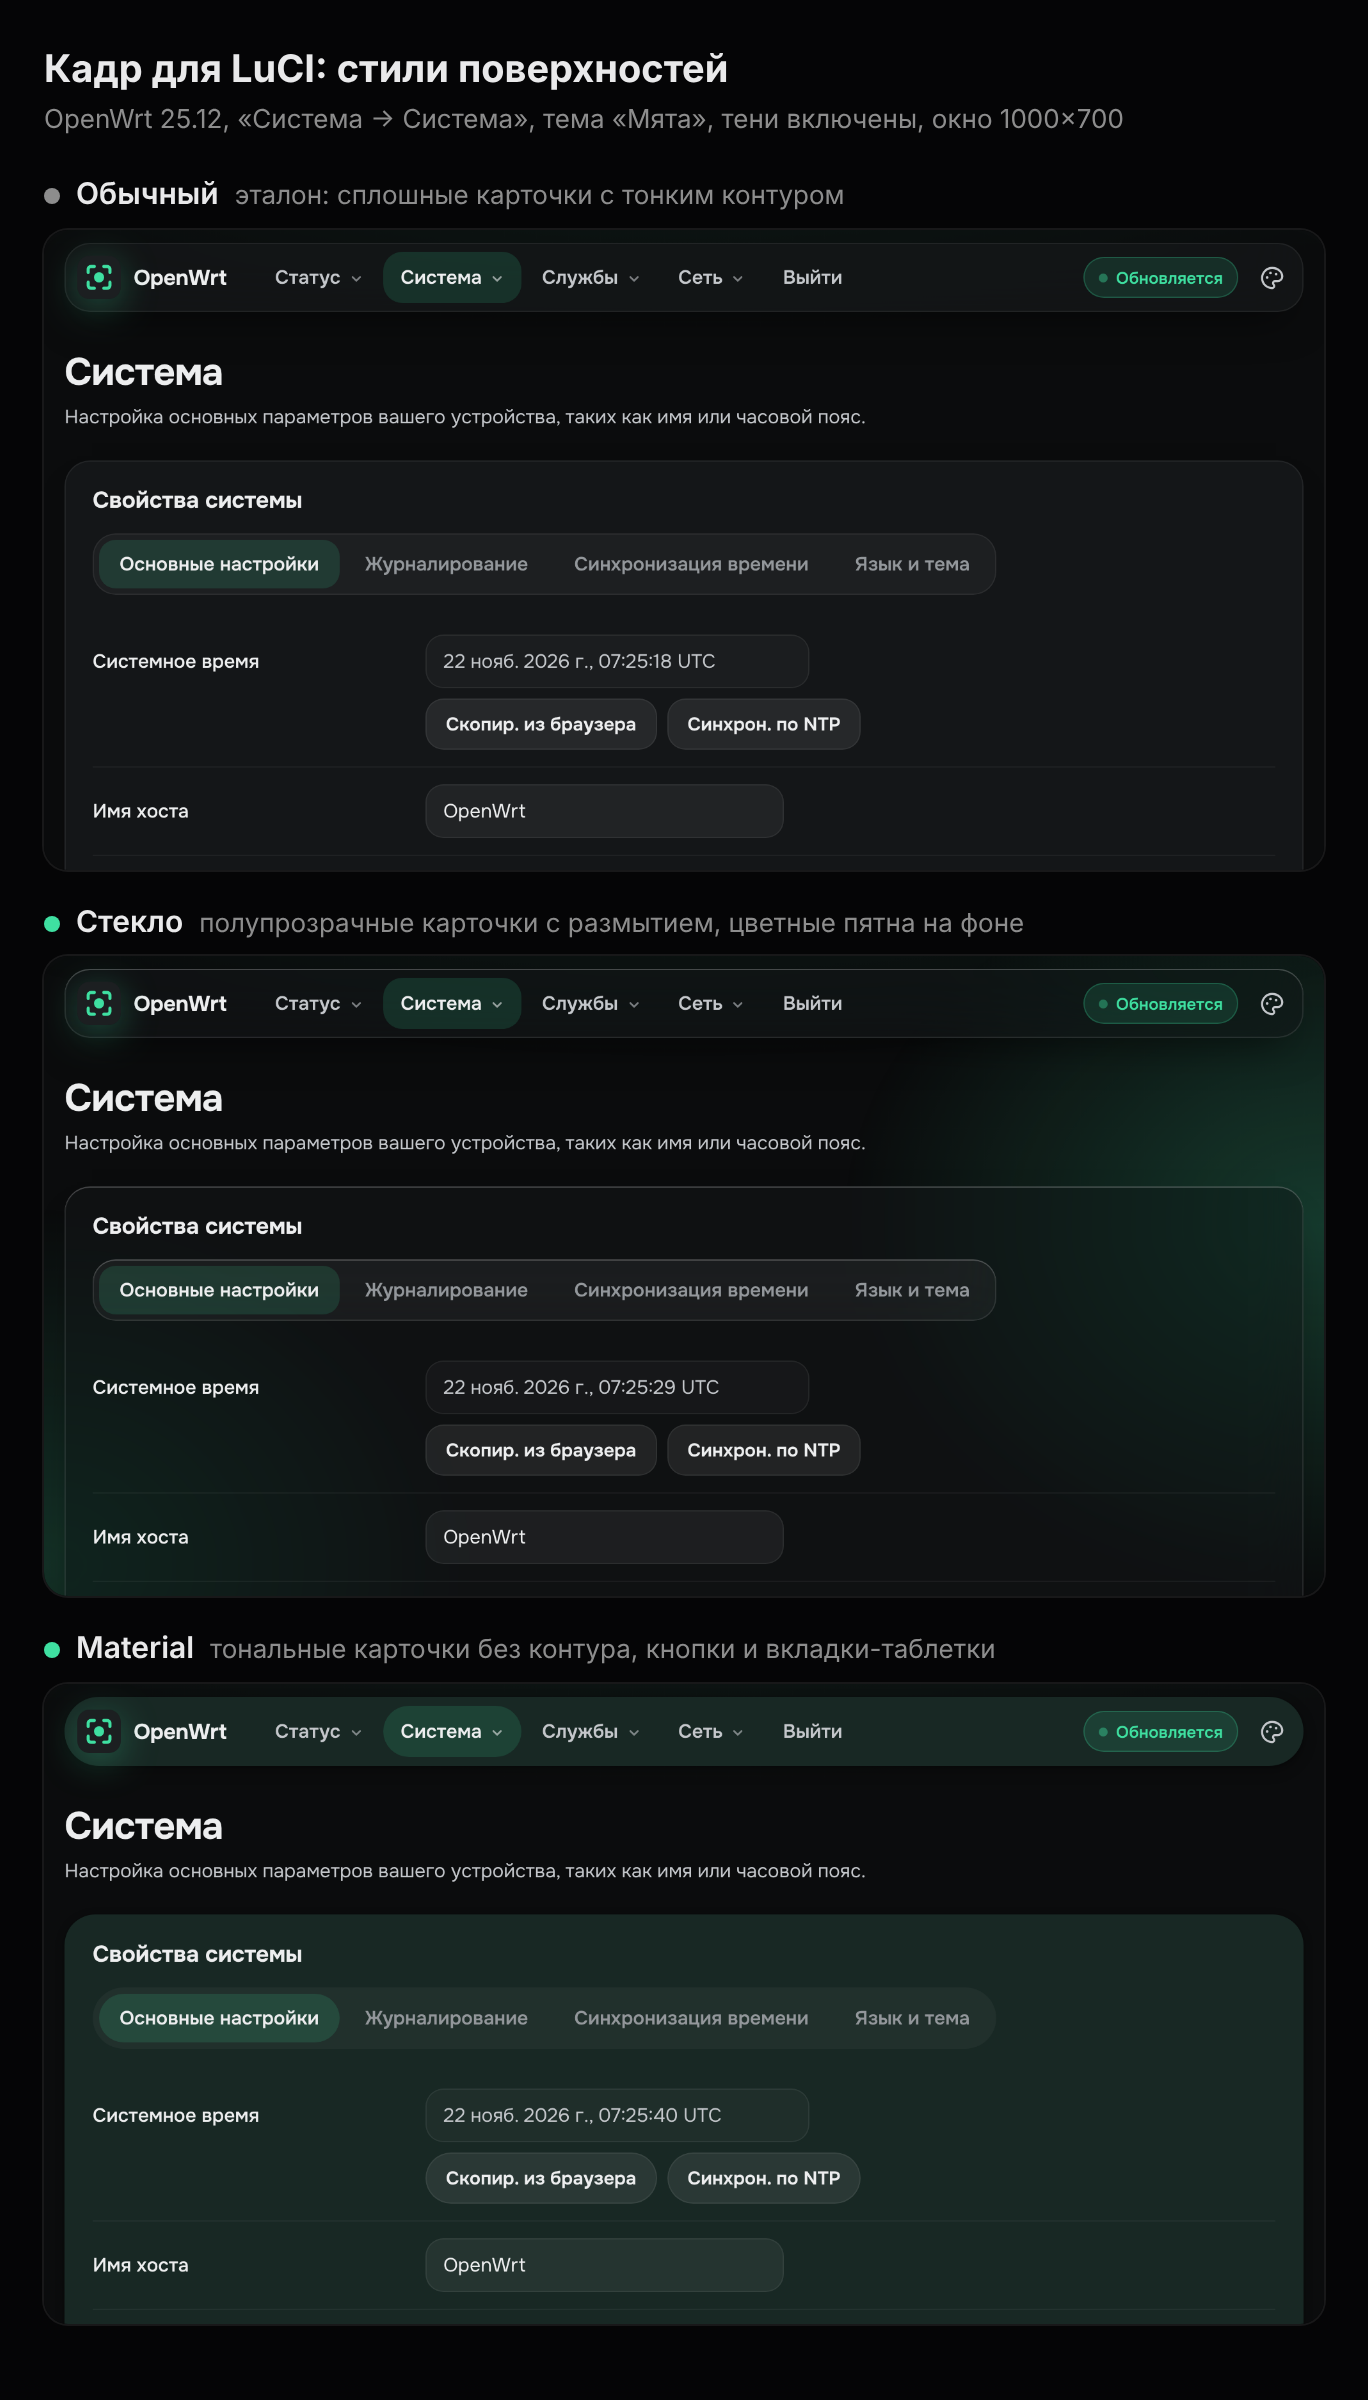 Кадр для LuCI: стили поверхностей
OpenWrt 25.12, «Система → Система», тема «Мята», тени включены, окно 1000×700
Обычный эталон: сплошные карточки с тонким контуром
OpenWrt Статус Система Службы Сеть Выйти Обновляется
Система
Настройка основных параметров вашего устройства, таких как имя или часовой пояс.
Свойства системы
Основные настройки Журналирование Синхронизация времени Язык и тема
Системное время 22 нояб. 2026 г., 07:25:18 UTC
Скопир. из браузера Синхрон. по NTP
Имя хоста OpenWrt
Стекло полупрозрачные карточки с размытием, цветные пятна на фоне
OpenWrt Статус Система Службы Сеть Выйти Обновляется
Система
Настройка основных параметров вашего устройства, таких как имя или часовой пояс.
Свойства системы
Основные настройки Журналирование Синхронизация времени Язык и тема
Системное время 22 нояб. 2026 г., 07:25:29 UTC
Скопир. из браузера Синхрон. по NTP
Имя хоста OpenWrt
Material тональные карточки без контура, кнопки и вкладки-таблетки
OpenWrt Статус Система Службы Сеть Выйти Обновляется
Система
Настройка основных параметров вашего устройства, таких как имя или часовой пояс.
Свойства системы
Основные настройки Журналирование Синхронизация времени Язык и тема
Системное время 22 нояб. 2026 г., 07:25:40 UTC
Скопир. из браузера Синхрон. по NTP
Имя хоста OpenWrt